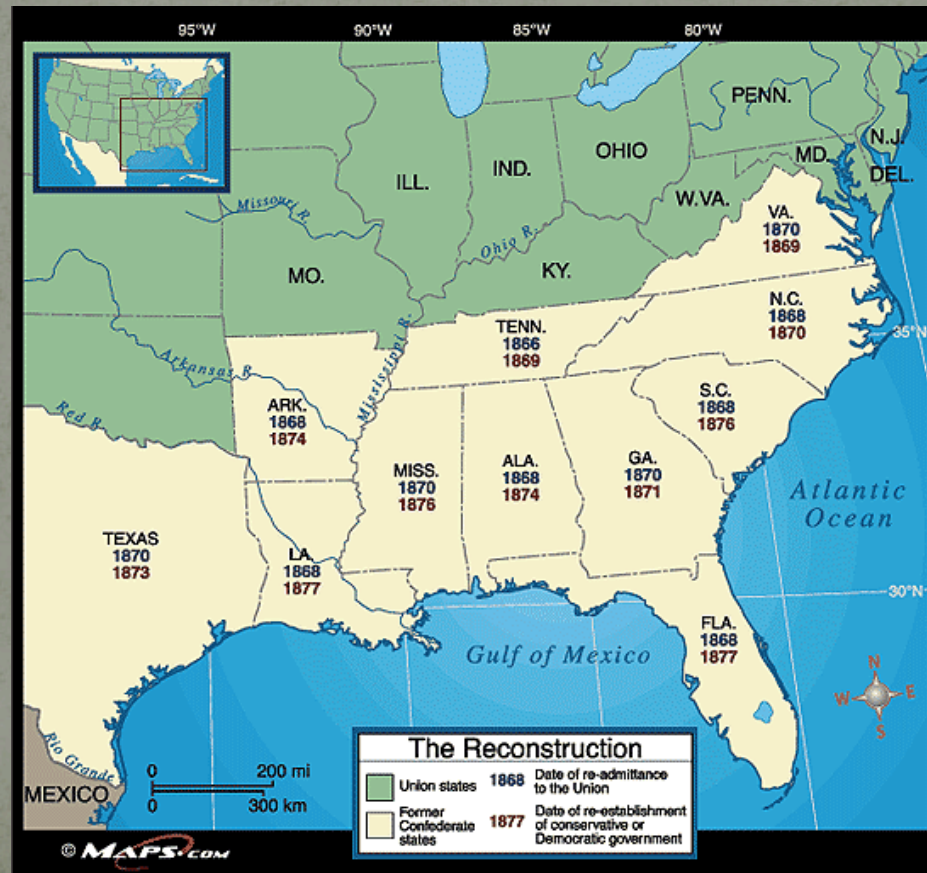 95°W 90°W 85°W 80°W
PENN.
N.J.
OHIO
MD.
IND.
DEL.
ILL.
W.VA.
Missouri R.
VA.
1870
1869
Ohio R.
KY.
MO.
N.C.
1868
1870
TENN.
1866
1869
35°N
Mississippi R.
Arkansas R.
S.C.
1868
1876
ARK.
1868
1874
Red R.
MISS.
1870
1876
ALA.
1868
1874
GA.
1870
1871
Atlantic
Ocean
TEXAS
1870
1873
LA.
1868
1877
30°N
FLA.
1868
1877
Gulf of Mexico
N
W E
S
Rio Grande
MEXICO
0 200 mi
0 300 km
The Reconstruction
Union states
1868 Date of re-admittance
to the Union
Former
Confederate
states
1877 Date of re-establishment
of conservative or
Democratic government
© MAPS.COM